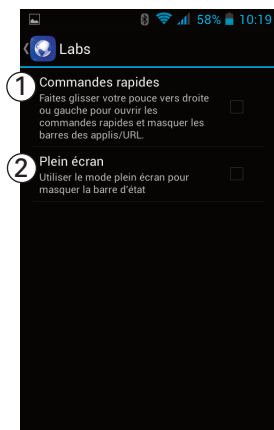 58% 10:19
Labs
1 Commandes rapides
Faites glisser votre pouce vers droite
ou gauche pour ouvrir les
commandes rapides et masquer les
barres des applis/URL.
2 Plein écran
Utiliser le mode plein écran pour
masquer la barre d'état